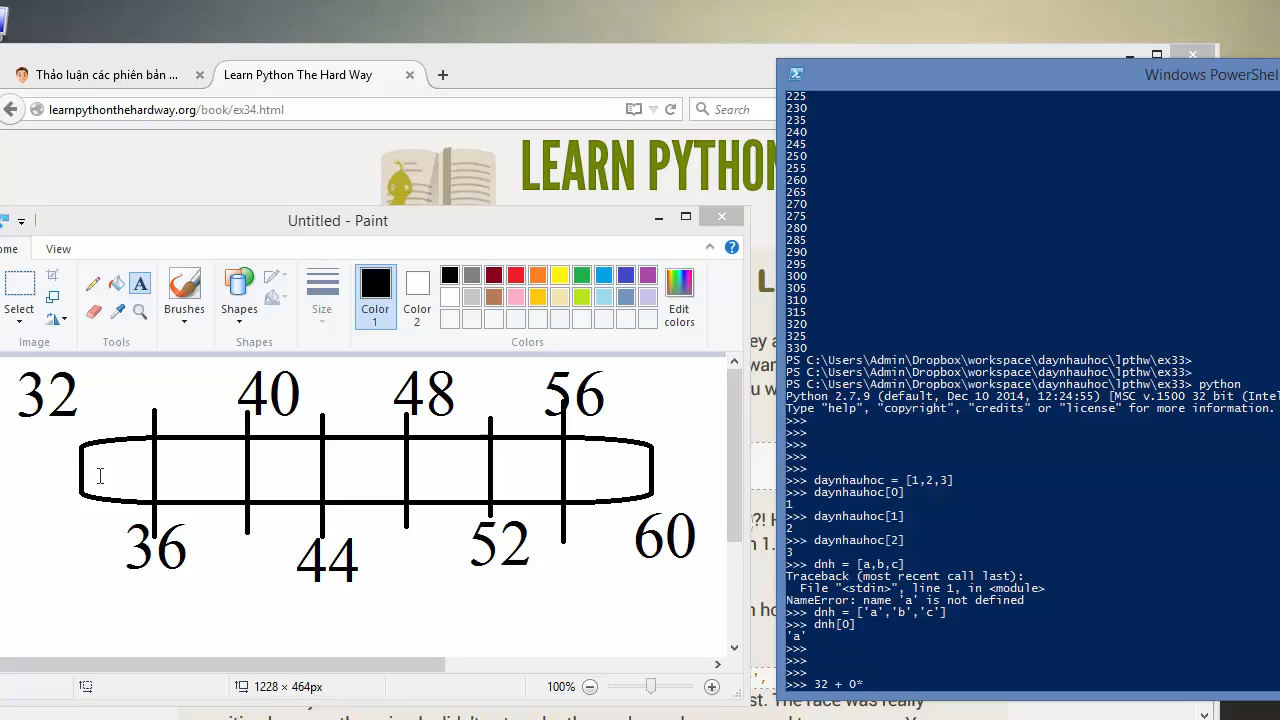 Thảo luận các phiên bản ...
Learn Python The Hard Way
learnpythonthehardway.org/book/ex34.html
Search
LEARN PYTHON
Untitled - Paint
View
Select
Brushes
Shapes
Size
Color
1
Color
2
Edit
colors
Image
Tools
Shapes
Colors
32
40
48
56
36
44
52
60
1228 × 464px
100%
Windows PowerShel
225
230
235
240
245
250
255
260
265
270
275
280
285
290
295
300
305
310
315
320
325
330
PS C:\Users\Admin\Dropbox\workspace\daynhauhoc\lpthw\ex33>
PS C:\Users\Admin\Dropbox\workspace\daynhauhoc\lpthw\ex33>
PS C:\Users\Admin\Dropbox\workspace\daynhauhoc\lpthw\ex33> python
Python 2.7.9 (default, Dec 10 2014, 12:24:55) [MSC v.1500 32 bit (Inte
Type "help", "copyright", "credits" or "license" for more information.
>>>
>>>
>>>
>>>
>>>
>>> daynhauhoc = [1,2,3]
>>> daynhauhoc[0]
1
>>> daynhauhoc[1]
2
>>> daynhauhoc[2]
3
>>> dnh = [a,b,c]
Traceback (most recent call last):
File "<stdin>", line 1, in <module>
NameError: name 'a' is not defined
>>> dnh = ['a','b','c']
>>> dnh[0]
'a'
>>>
>>>
>>>
>>> 32 + 0*